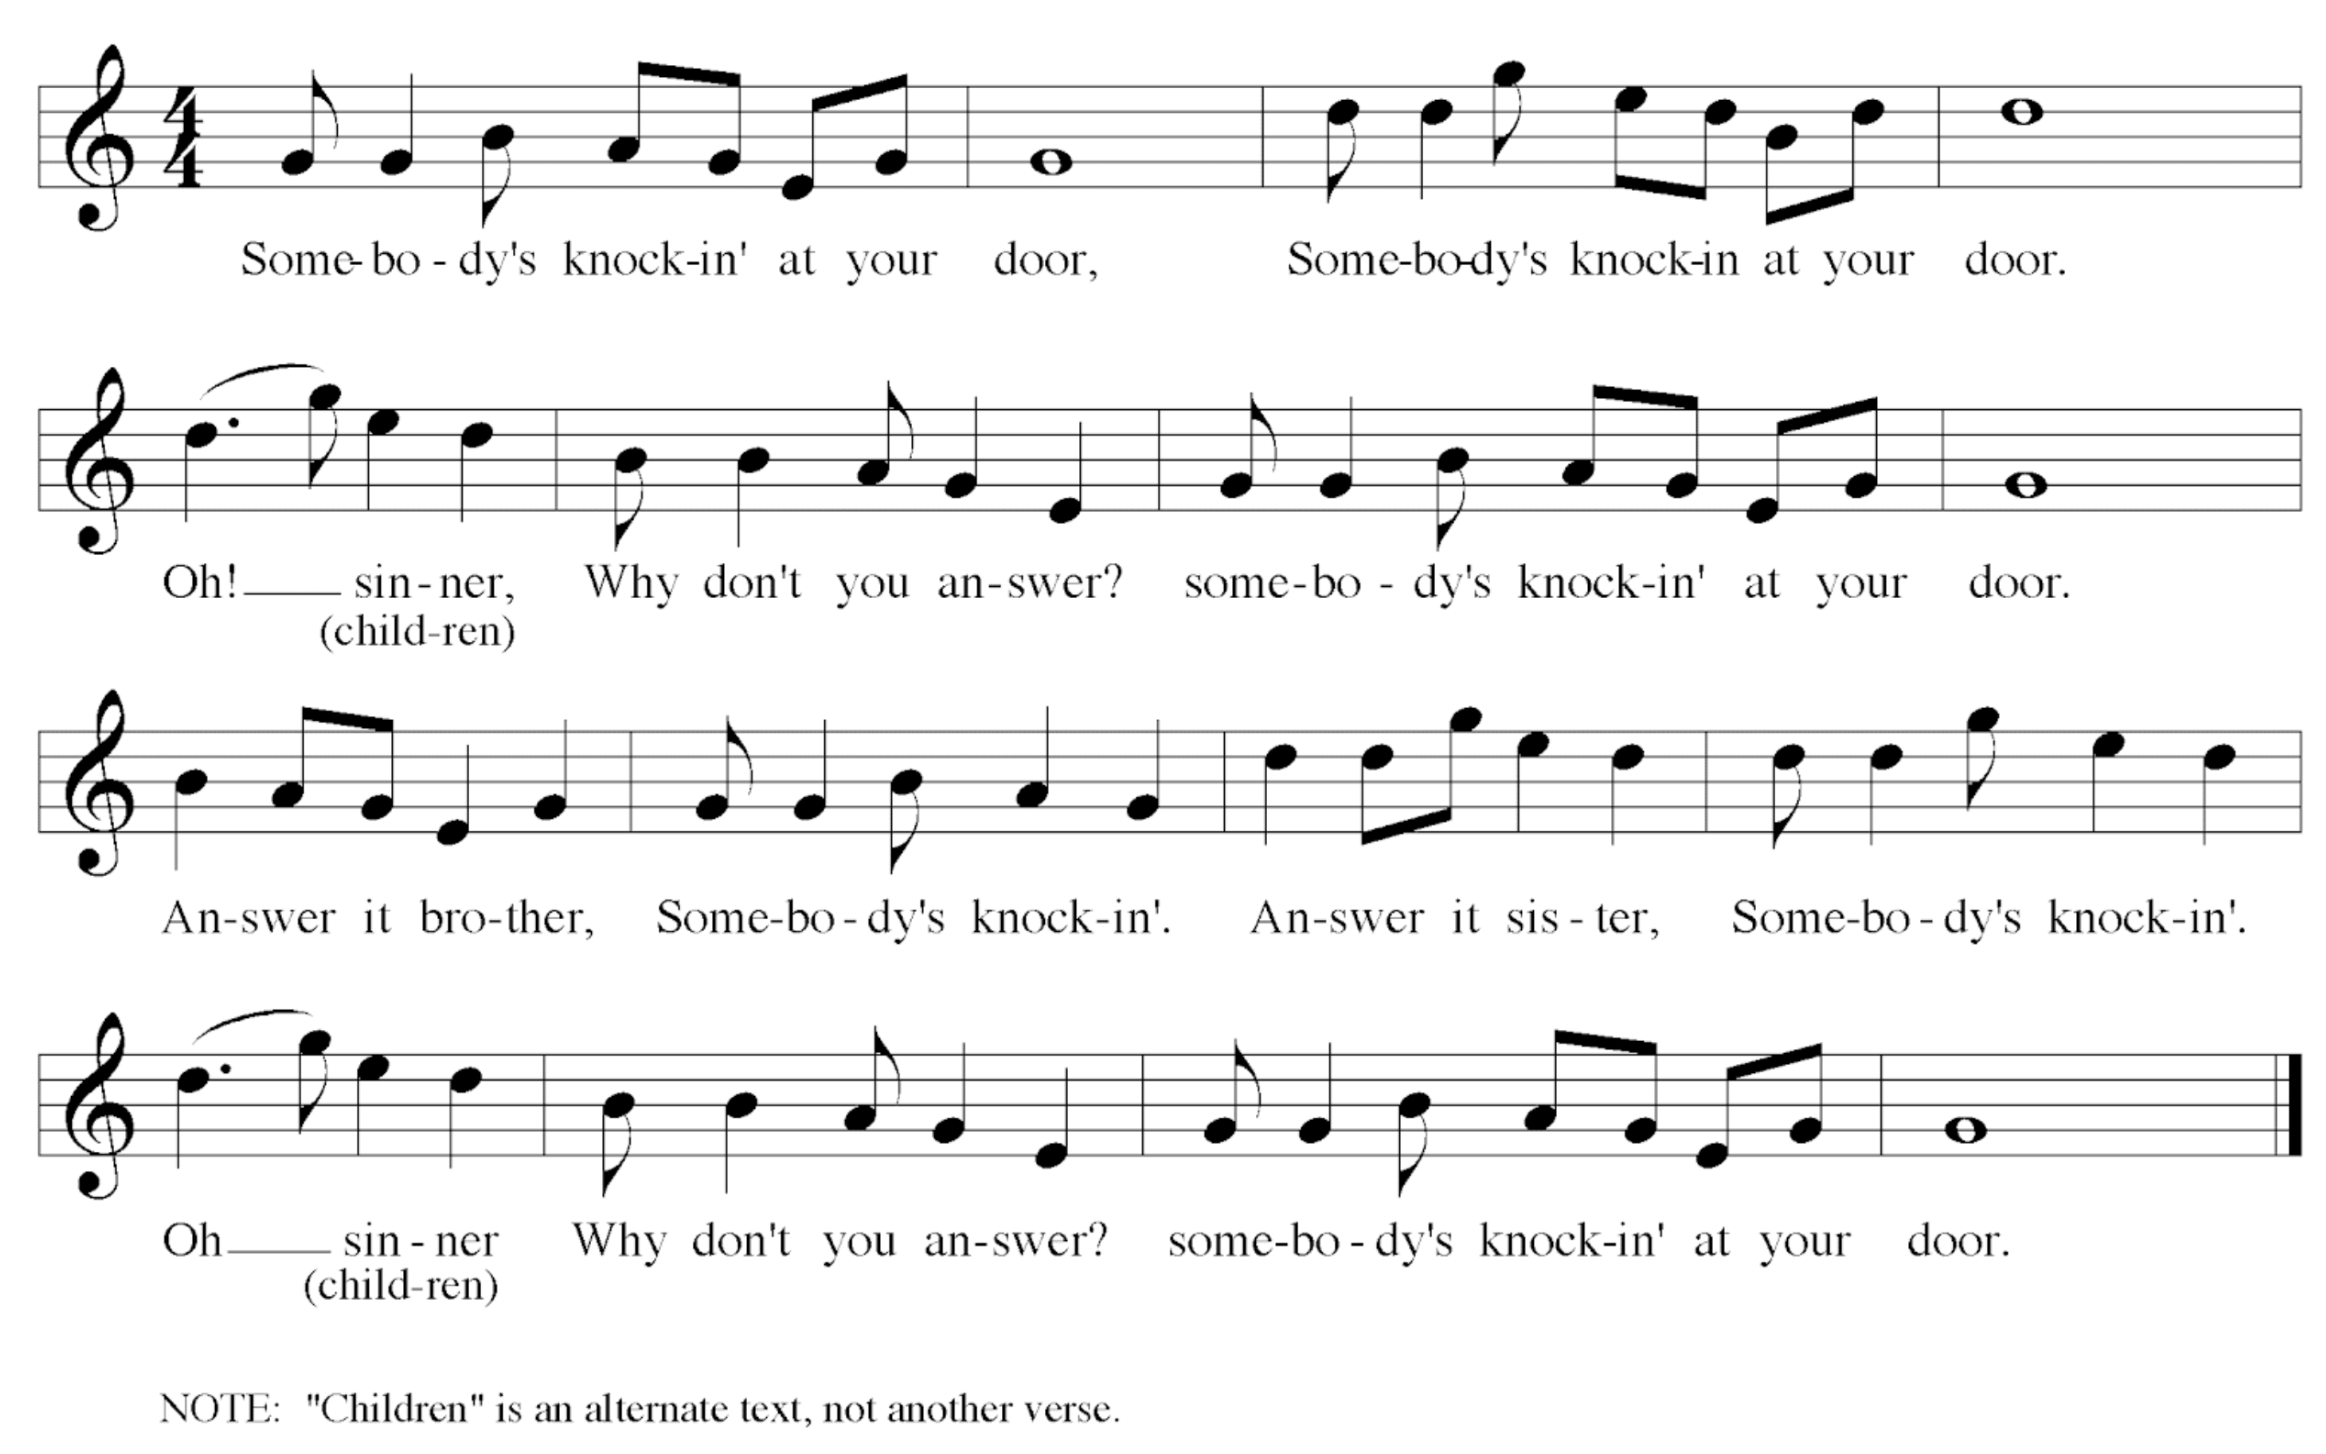 4/4
Some-bo-dy's knock-in' at your door, Some-bo-dy's knock-in at your door.
Oh!____ sin-ner, Why don't you an-swer? some-bo-dy's knock-in' at your door.
(child-ren)
An-swer it bro-ther, Some-bo-dy's knock-in'. An-swer it sis-ter, Some-bo-dy's knock-in'.
Oh____ sin-ner Why don't you an-swer? some-bo-dy's knock-in' at your door.
(child-ren)
NOTE: "Children" is an alternate text, not another verse.